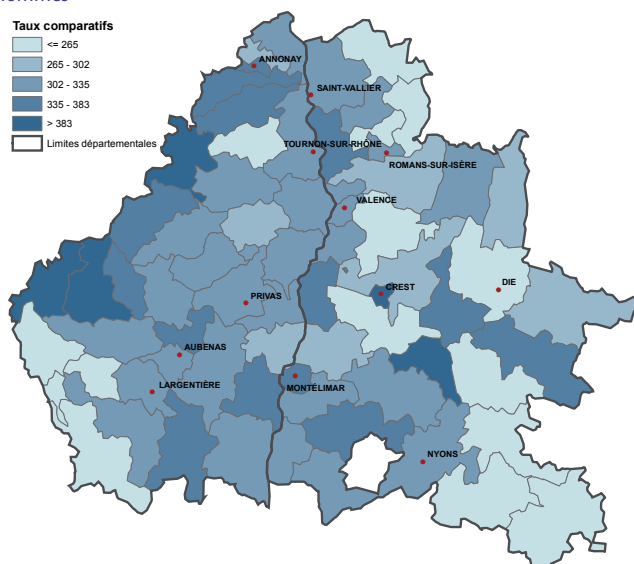 Taux comparatifs
<= 265
265 - 302
302 - 335
335 - 383
> 383
Limites départementales
ANNONAY
SAINT-VALLIER
TOURNON-SUR-RHÔNE
ROMANS-SUR-ISÈRE
VALENCE
CREST
DIE
PRIVAS
AUBENAS
LARGENTIÈRE
MONTÉLIMAR
NYONS